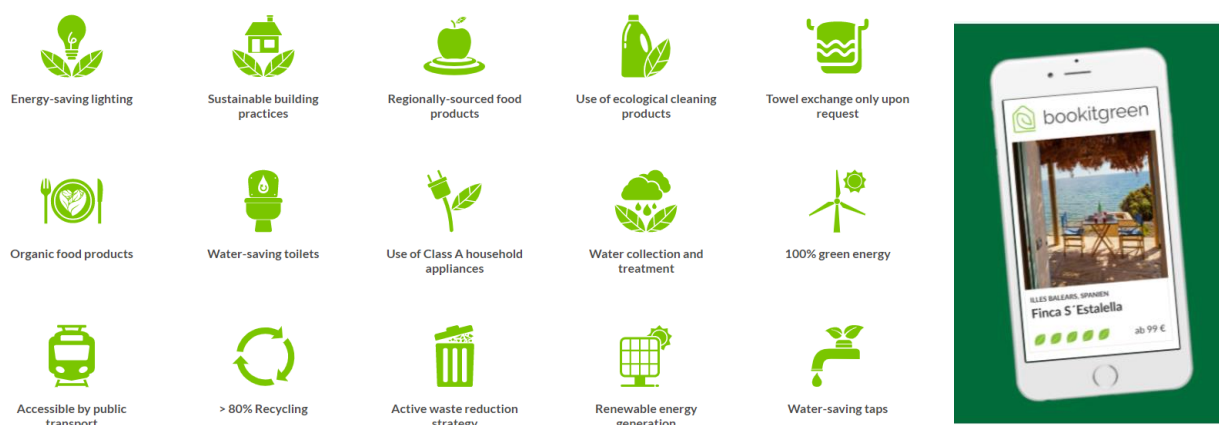 Energy-saving lighting
Sustainable building
practices
Regionally-sourced food
products
Use of ecological cleaning
products
Towel exchange only upon
request
Organic food products
Water-saving toilets
Use of Class A household
appliances
Water collection and
treatment
100% green energy
Accessible by public
transport
> 80% Recycling
Active waste reduction
strategy
Renewable energy
generation
Water-saving taps
bookitgreen
ILLES BALEARS, SPANIEN
Finca S´Estalella
ab 99 €